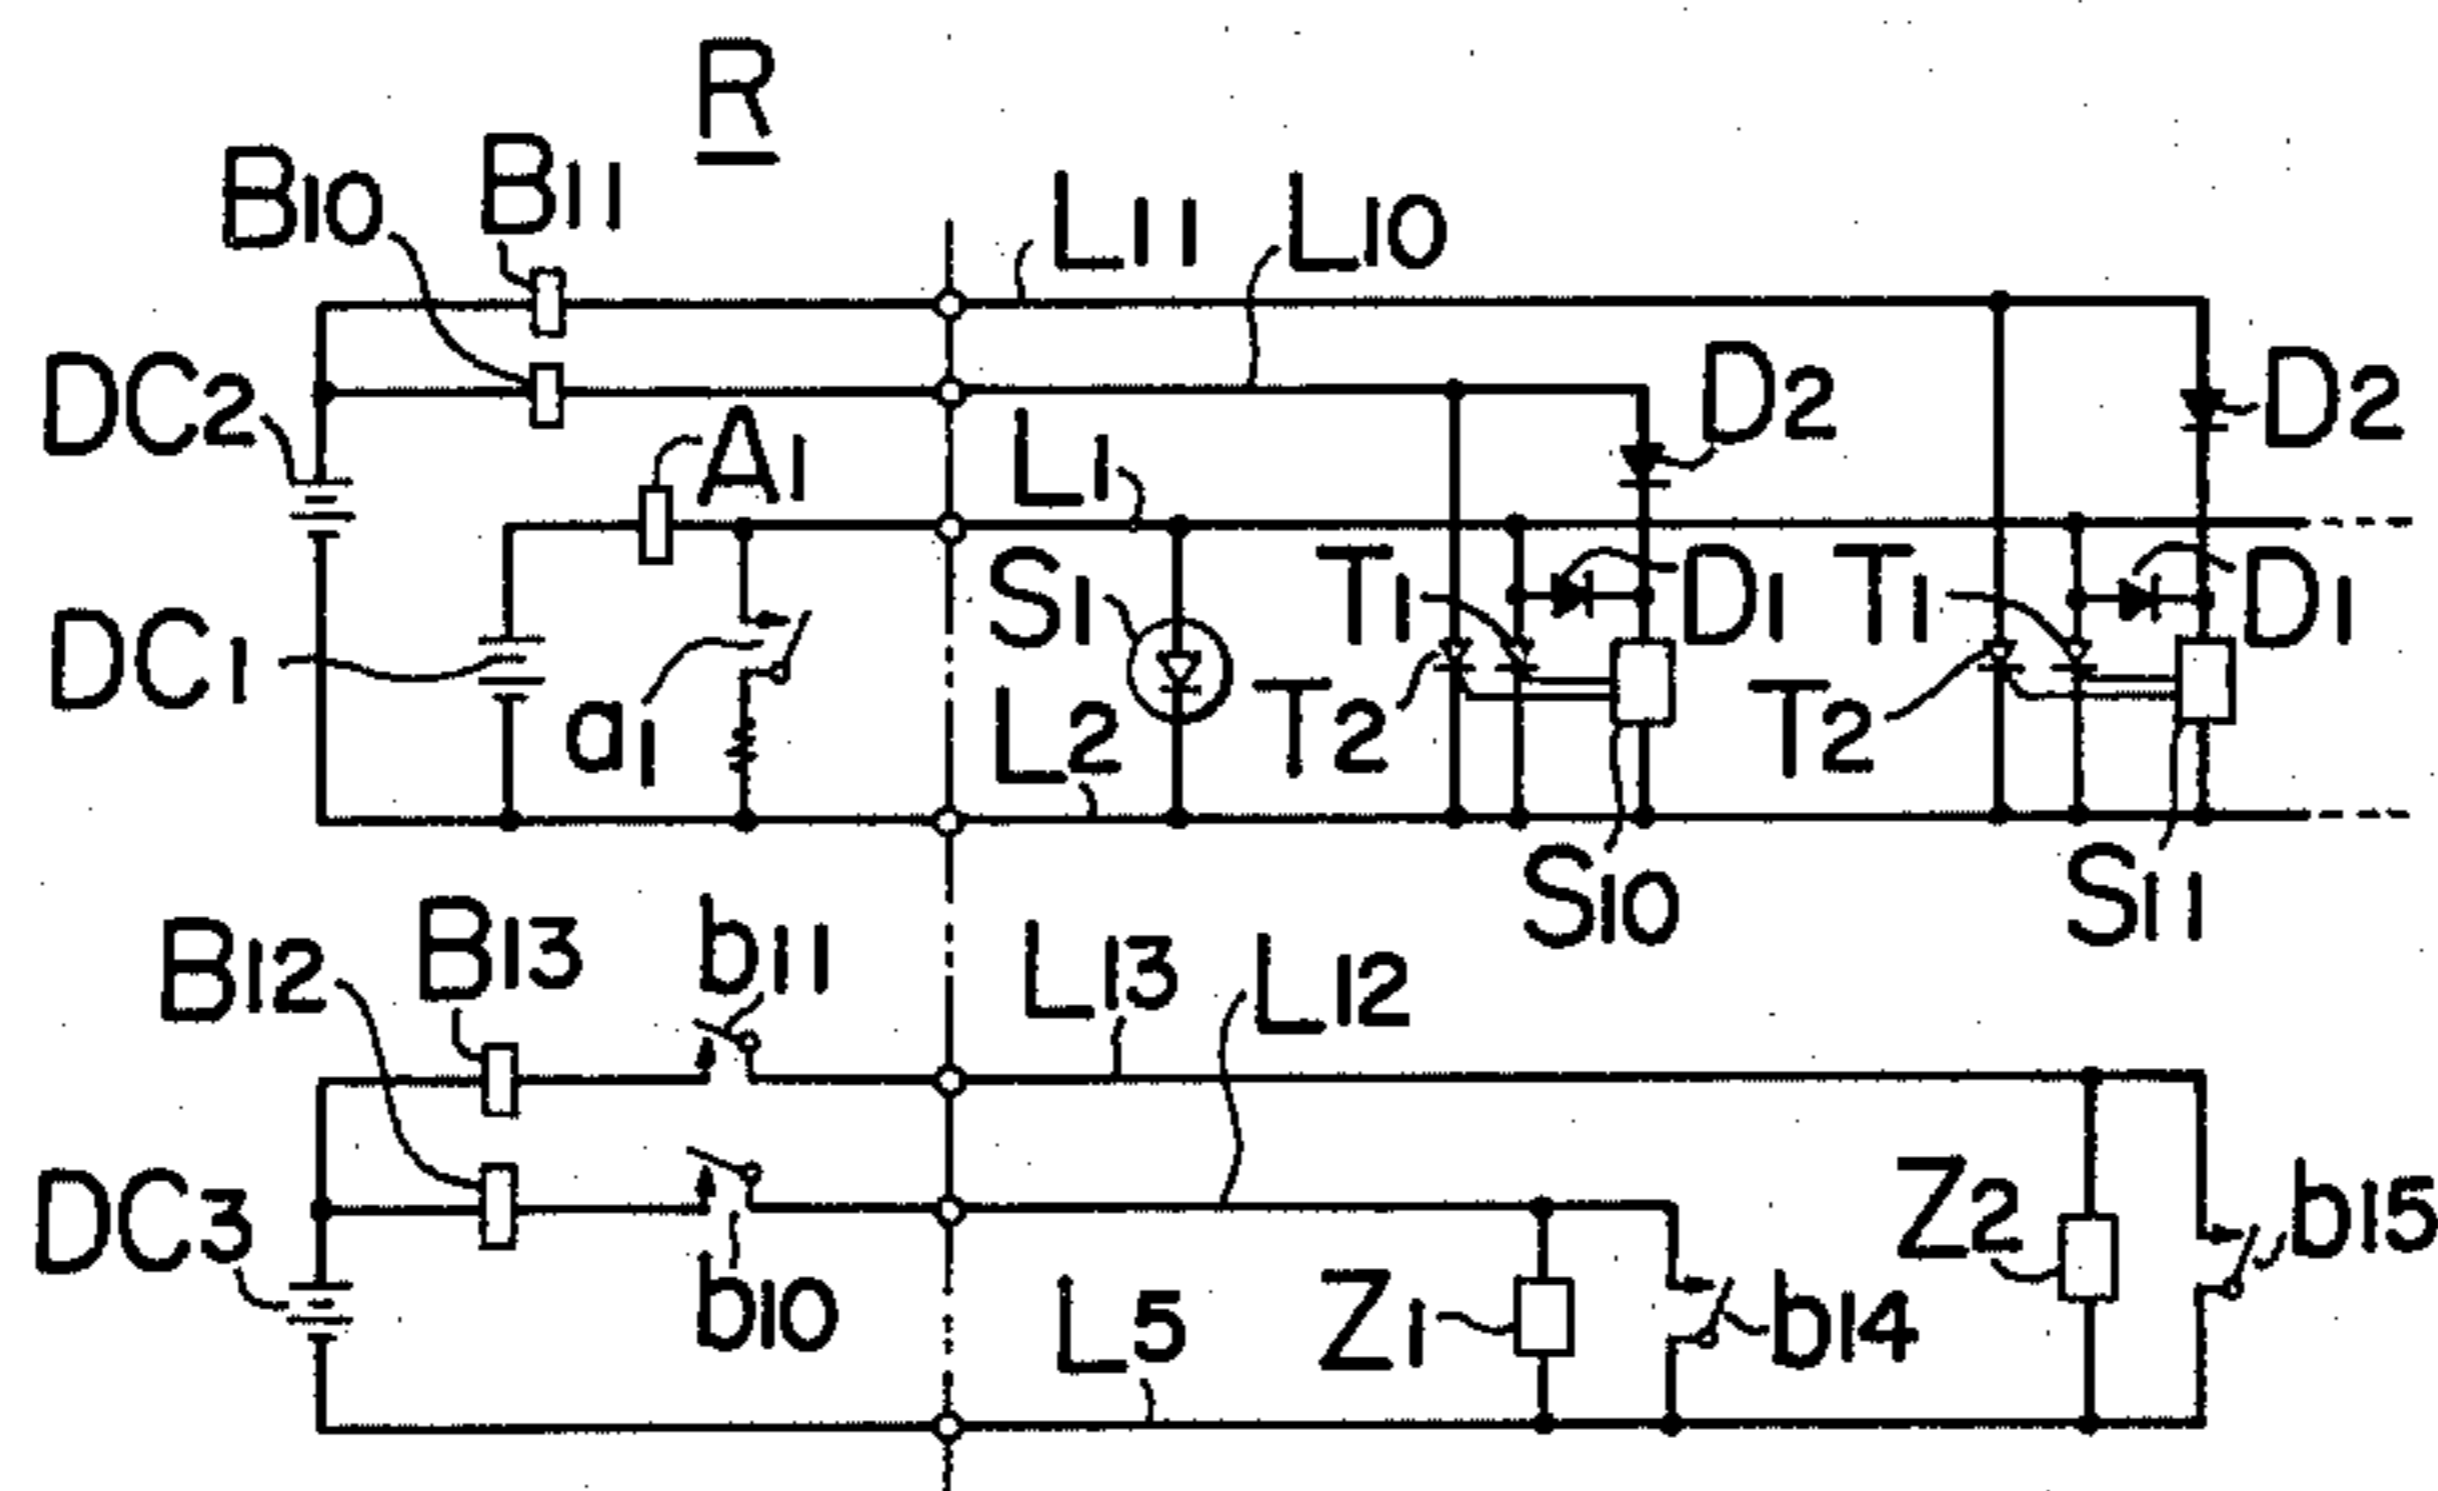 R
B10 B11 L11 L10
DC2 A1 L1 D2 D2
DC1 a1 S1 T1 D1 T1 D1
L2 T2 T2
S10 S11
B12 B13 b11 L13 L12
DC3 b10 L5 Z1 b14 Z2 b15